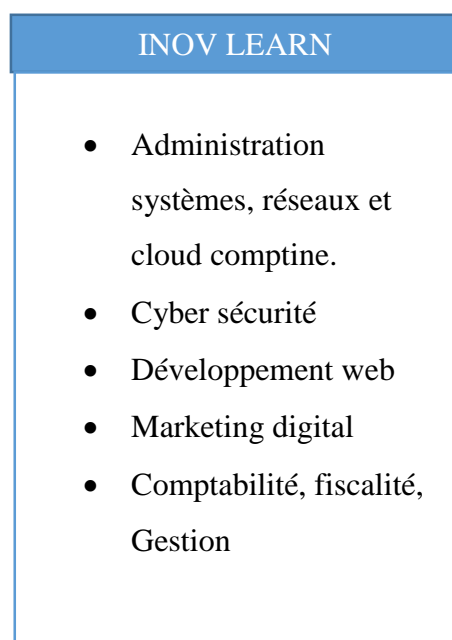 INOV LEARN
• Administration
systèmes, réseaux et
cloud comptine.
• Cyber sécurité
• Développement web
• Marketing digital
• Comptabilité, fiscalité,
Gestion